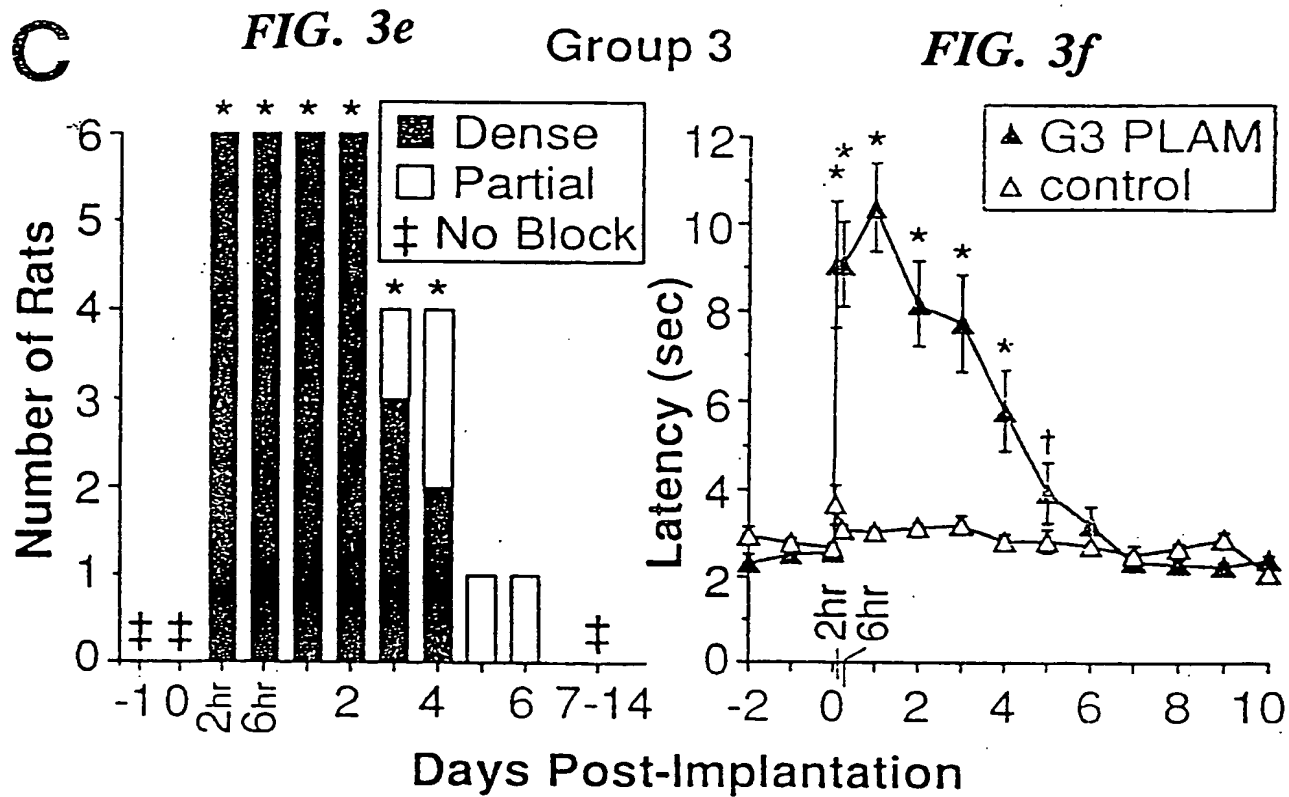 C
FIG. 3e
Group 3
FIG. 3f
* * * *
Dense
Partial
‡ No Block
* *
6
5
4
3
2
1
0
Number of Rats
‡ ‡
‡
-1 0 2hr 6hr 2 4 6 7-14
G3 PLAM
control
* * * * * * †
12
10
8
6
4
2
0
Latency (sec)
2hr
6hr
-2 0 2 4 6 8 10
Days Post-Implantation